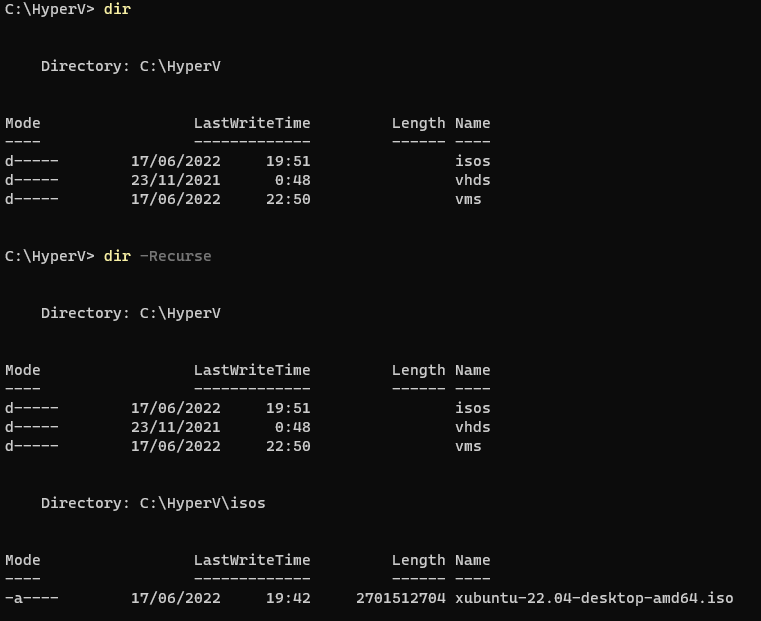 C:\HyperV> dir
Directory: C:\HyperV
Mode LastWriteTime Length Name
---- ------------- ------ ----
d----- 17/06/2022 19:51 isos
d----- 23/11/2021 0:48 vhds
d----- 17/06/2022 22:50 vms
C:\HyperV> dir -Recurse
Directory: C:\HyperV
Mode LastWriteTime Length Name
---- ------------- ------ ----
d----- 17/06/2022 19:51 isos
d----- 23/11/2021 0:48 vhds
d----- 17/06/2022 22:50 vms
Directory: C:\HyperV\isos
Mode LastWriteTime Length Name
---- ------------- ------ ----
-a---- 17/06/2022 19:42 2701512704 xubuntu-22.04-desktop-amd64.iso